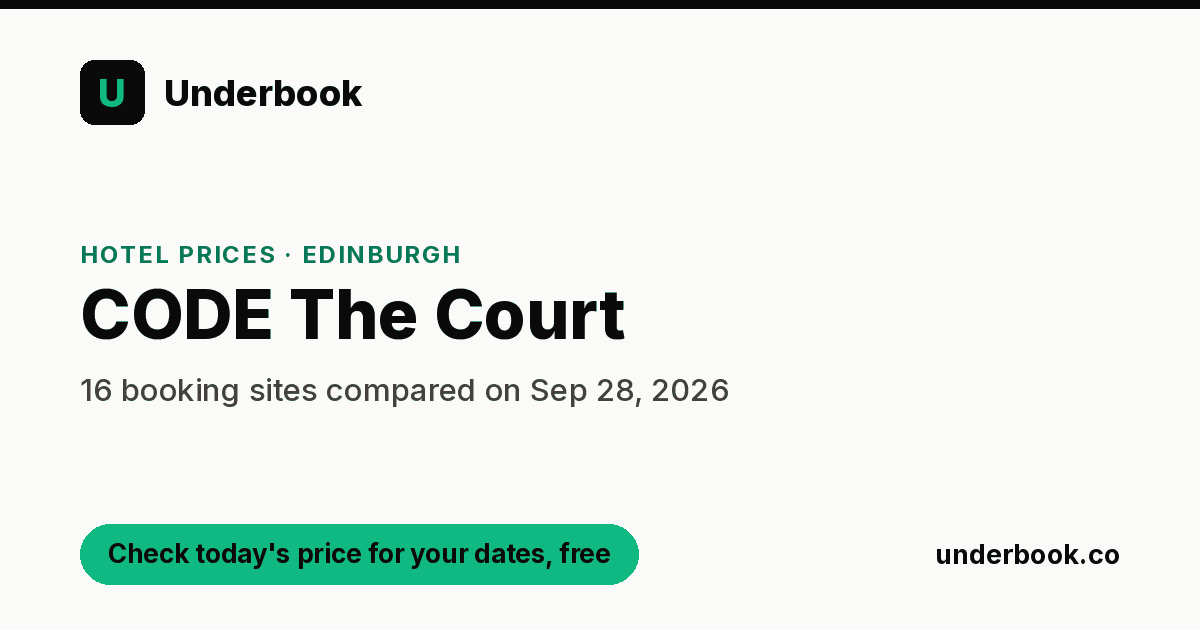 U
Underbook
HOTEL PRICES · EDINBURGH
CODE The Court
16 booking sites compared on Sep 28, 2026
Check today's price for your dates, free
underbook.co